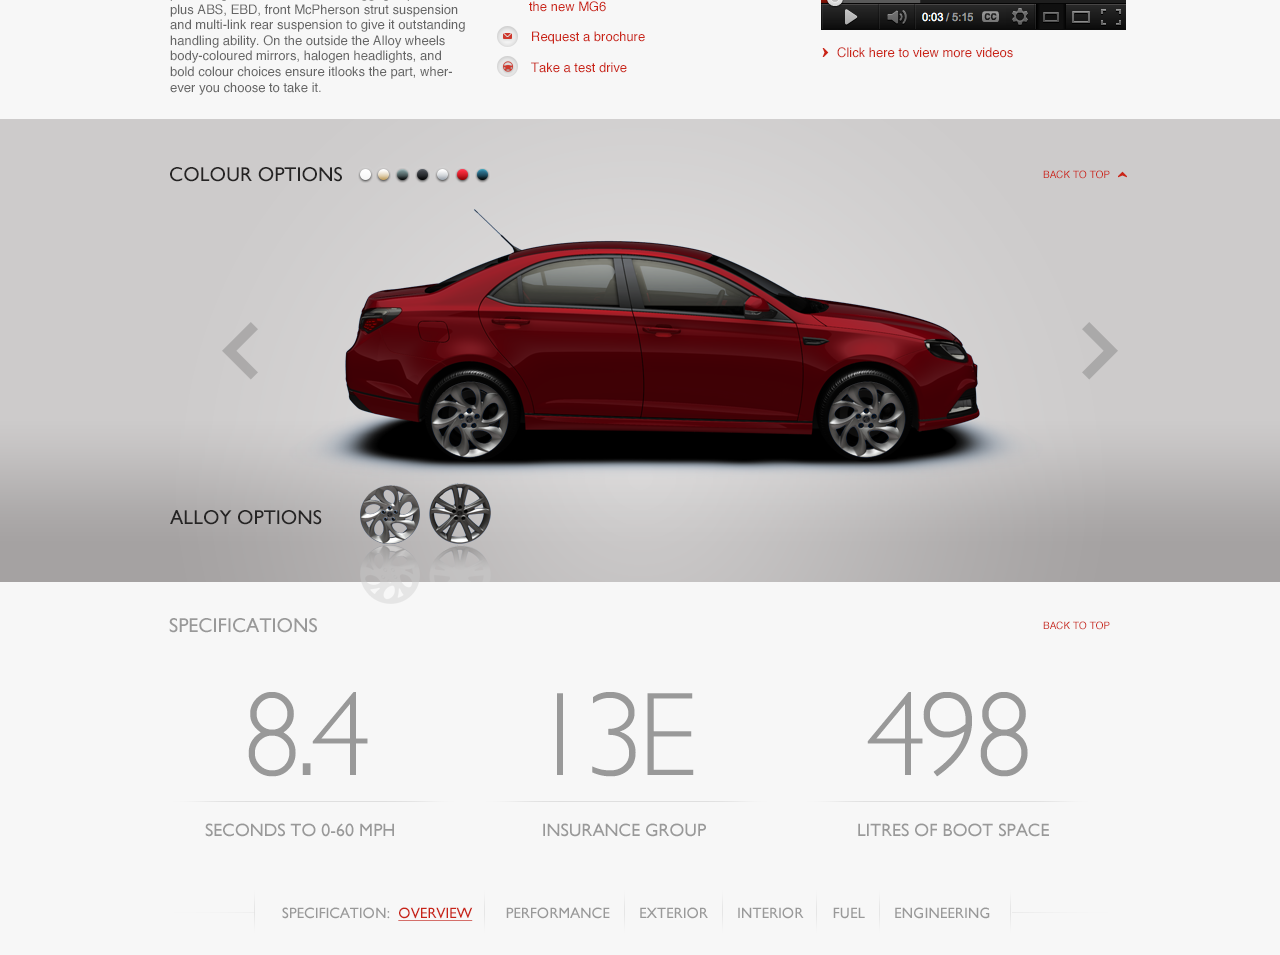 plus ABS, EBD, front McPherson strut suspension
and multi-link rear suspension to give it outstanding
handling ability. On the outside the Alloy wheels
body-coloured mirrors, halogen headlights, and
bold colour choices ensure itlooks the part, wher-
ever you choose to take it.
the new MG6
Request a brochure
Take a test drive
0:03 / 5:15 CC
Click here to view more videos
COLOUR OPTIONS
BACK TO TOP
ALLOY OPTIONS
SPECIFICATIONS
BACK TO TOP
8.4
13E
498
SECONDS TO 0-60 MPH
INSURANCE GROUP
LITRES OF BOOT SPACE
SPECIFICATION: OVERVIEW PERFORMANCE EXTERIOR INTERIOR FUEL ENGINEERING